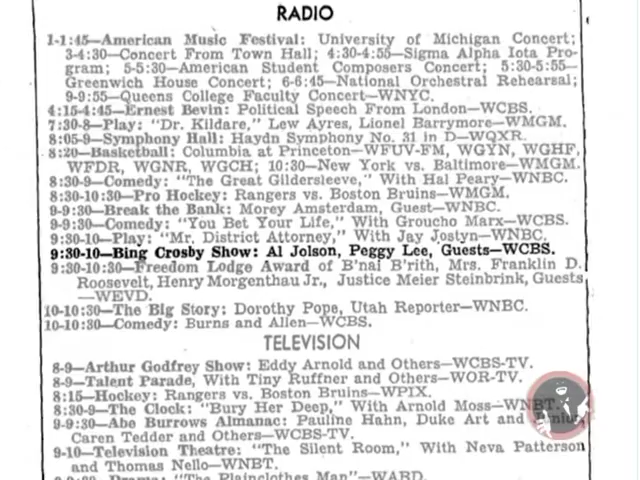 RADIO
1-1:45—American Music Festival: University of Michigan Concert;
3-4:30—Concert From Town Hall; 4:30-4:55—Sigma Alpha Iota Pro-
gram; 5-5:30—American Student Composers Concert; 5:30-5:55—
Greenwich House Concert; 6-6:45—National Orchestral Rehearsal;
9-9:55—Queens College Faculty Concert—WNYC.
4:15-4:45—Ernest Bevin: Political Speech From London—WCBS.
7:30-8—Play: "Dr. Kildare," Lew Ayres, Lionel Barrymore—WMGM.
8:05-9—Symphony Hall: Haydn Symphony No. 31 in D—WQXR.
8:20—Basketball: Columbia at Princeton—WFUV-FM, WGYN, WGHF,
WFDR, WGNR, WGCH; 10:30—New York vs. Baltimore—WMGM.
8:30-9—Comedy: "The Great Gildersleeve," With Hal Peary—WNBC.
8:30-10:30—Pro Hockey: Rangers vs. Boston Bruins—WMGM.
9-9:30—Break the Bank: Morey Amsterdam, Guest—WNBC.
9-9:30—Comedy: "You Bet Your Life," With Groucho Marx—WCBS.
9:30-10—Play: "Mr. District Attorney," With Jay Jostyn—WNBC.
9:30-10—Bing Crosby Show: Al Jolson, Peggy Lee, Guests—WCBS.
9:30-10:30—Freedom Lodge Award of B'nai B'rith, Mrs. Franklin D.
Roosevelt, Henry Morgenthau Jr., Justice Meier Steinbrink, Guests
—WEVD.
10-10:30—The Big Story: Dorothy Pope, Utah Reporter—WNBC.
10-10:30—Comedy: Burns and Allen—WCBS.
TELEVISION
8-9—Arthur Godfrey Show: Eddy Arnold and Others—WCBS-TV.
8-9—Talent Parade, With Tiny Ruffner and Others—WOR-TV.
8:15—Hockey: Rangers vs. Boston Bruins—WPIX.
8:30-9—The Clock: "Bury Her Deep," With Arnold Moss—WNBT.
9-9:30—Abe Burrows Almanac: Pauline Hahn, Duke Art and
Caren Tedder and Others—WCBS-TV.
9-10—Television Theatre: "The Silent Room," With Neva Patterson
and Thomas Nello—WNBT.
"The Plainclothes Man"—WABD.